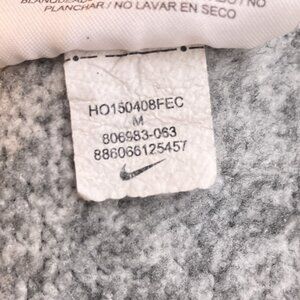 PLANCHAR / NO LAVAR EN SECO
HO150408FEC
M
806983-063
886066125457